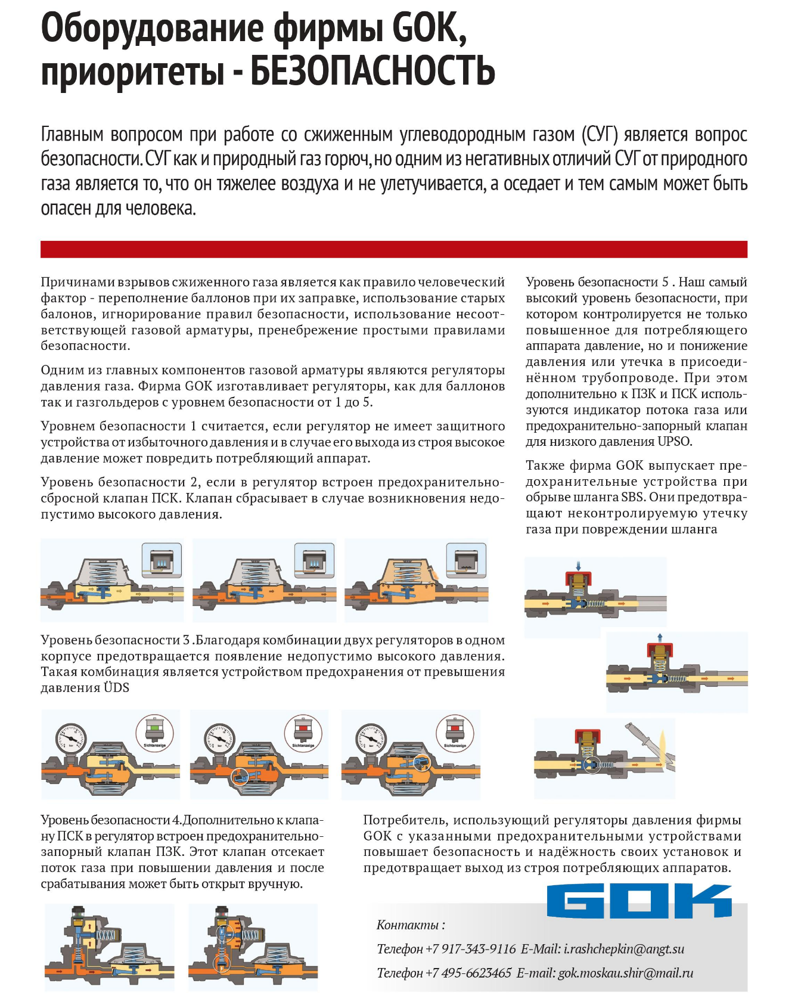 Оборудование фирмы GOK,
приоритеты - БЕЗОПАСНОСТЬ
Главным вопросом при работе со сжиженным углеводородным газом (СУГ) является вопрос
безопасности. СУГ как и природный газ горюч, но одним из негативных отличий СУГ от природного
газа является то, что он тяжелее воздуха и не улетучивается, а оседает и тем самым может быть
опасен для человека.
Причинами взрывов сжиженного газа является как правило человеческий
фактор - переполнение баллонов при их заправке, использование старых
балонов, игнорирование правил безопасности, использование несоот-
ветствующей газовой арматуры, пренебрежение простыми правилами
безопасности.
Одним из главных компонентов газовой арматуры являются регуляторы
давления газа. Фирма GOK изготавливает регуляторы, как для баллонов
так и газгольдеров с уровнем безопасности от 1 до 5.
Уровнем безопасности 1 считается, если регулятор не имеет защитного
устройства от избыточного давления и в случае его выхода из строя высокое
давление может повредить потребляющий аппарат.
Уровень безопасности 2, если в регулятор встроен предохранительно-
сбросной клапан ПСК. Клапан сбрасывает в случае возникновения недо-
пустимо высокого давления.
Уровень безопасности 3 .Благодаря комбинации двух регуляторов в одном
корпусе предотвращается появление недопустимо высокого давления.
Такая комбинация является устройством предохранения от превышения
давления ÜDS
bar
Sichtanzeige
bar
Sichtanzeige
bar
Sichtanzeige
Уровень безопасности 4.Дополнительно к клапа-
ну ПСК в регулятор встроен предохранительно-
запорный клапан ПЗК. Этот клапан отсекает
поток газа при повышении давления и после
срабатывания может быть открыт вручную.
Уровень безопасности 5 . Наш самый
высокий уровень безопасности, при
котором контролируется не только
повышенное для потребляющего
аппарата давление, но и понижение
давления или утечка в присоеди-
нённом трубопроводе. При этом
дополнительно к ПЗК и ПСК исполь-
зуются индикатор потока газа или
предохранительно-запорный клапан
для низкого давления UPSO.
Также фирма GOK выпускает пре-
дохранительные устройства при
обрыве шланга SBS. Они предотвра-
щают неконтролируемую утечку
газа при повреждении шланга
Потребитель, использующий регуляторы давления фирмы
GOK с указанными предохранительными устройствами
повышает безопасность и надёжность своих установок и
предотвращает выход из строя потребляющих аппаратов.
GOK
Контакты :
Телефон +7 917-343-9116 E-Mail: i.rashchepkin@angt.su
Телефон +7 495-6623465 E-mail: gok.moskau.shir@mail.ru